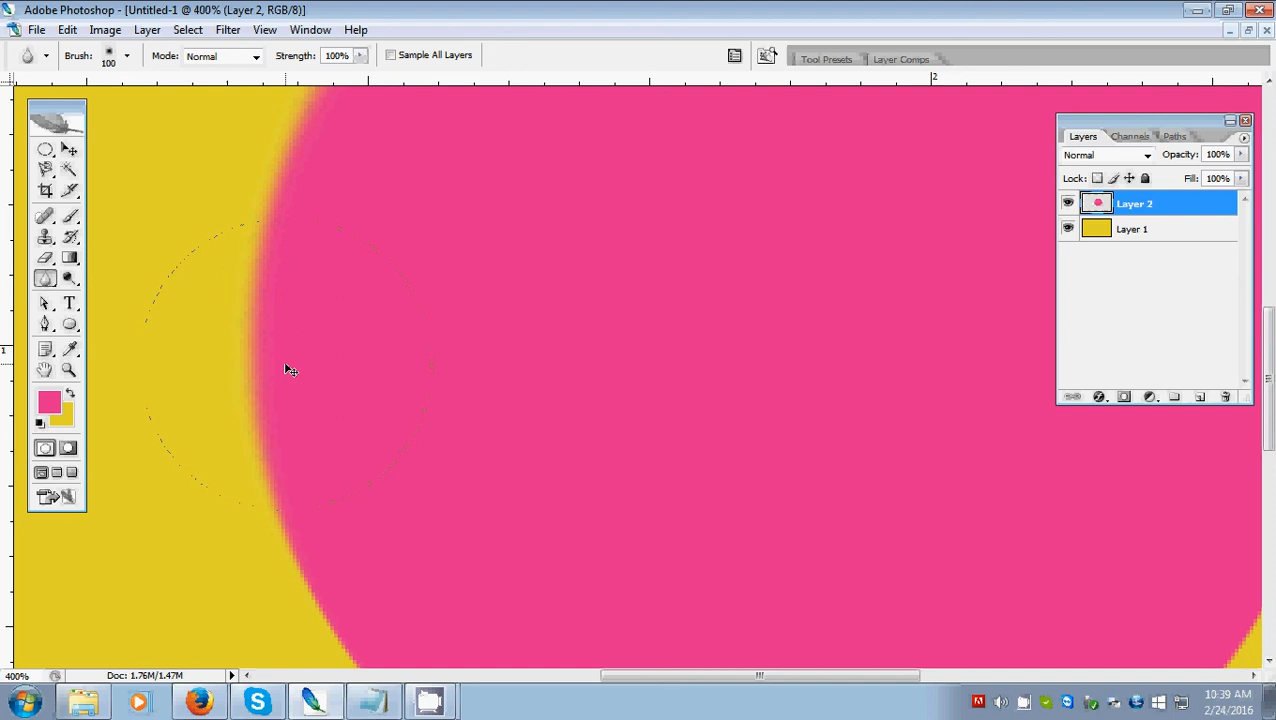 Adobe Photoshop - [Untitled-1 @ 400% (Layer 2, RGB/8)]
File Edit Image Layer Select Filter View Window Help
Brush: 100 Mode: Normal Strength: 100% Sample All Layers Tool Presets Layer Comps
2
Layers Channels Paths
Normal Opacity: 100%
Lock: Fill: 100%
Layer 2
Layer 1
T
1
400% Doc: 1.76M/1.47M
10:39 AM
2/24/2016